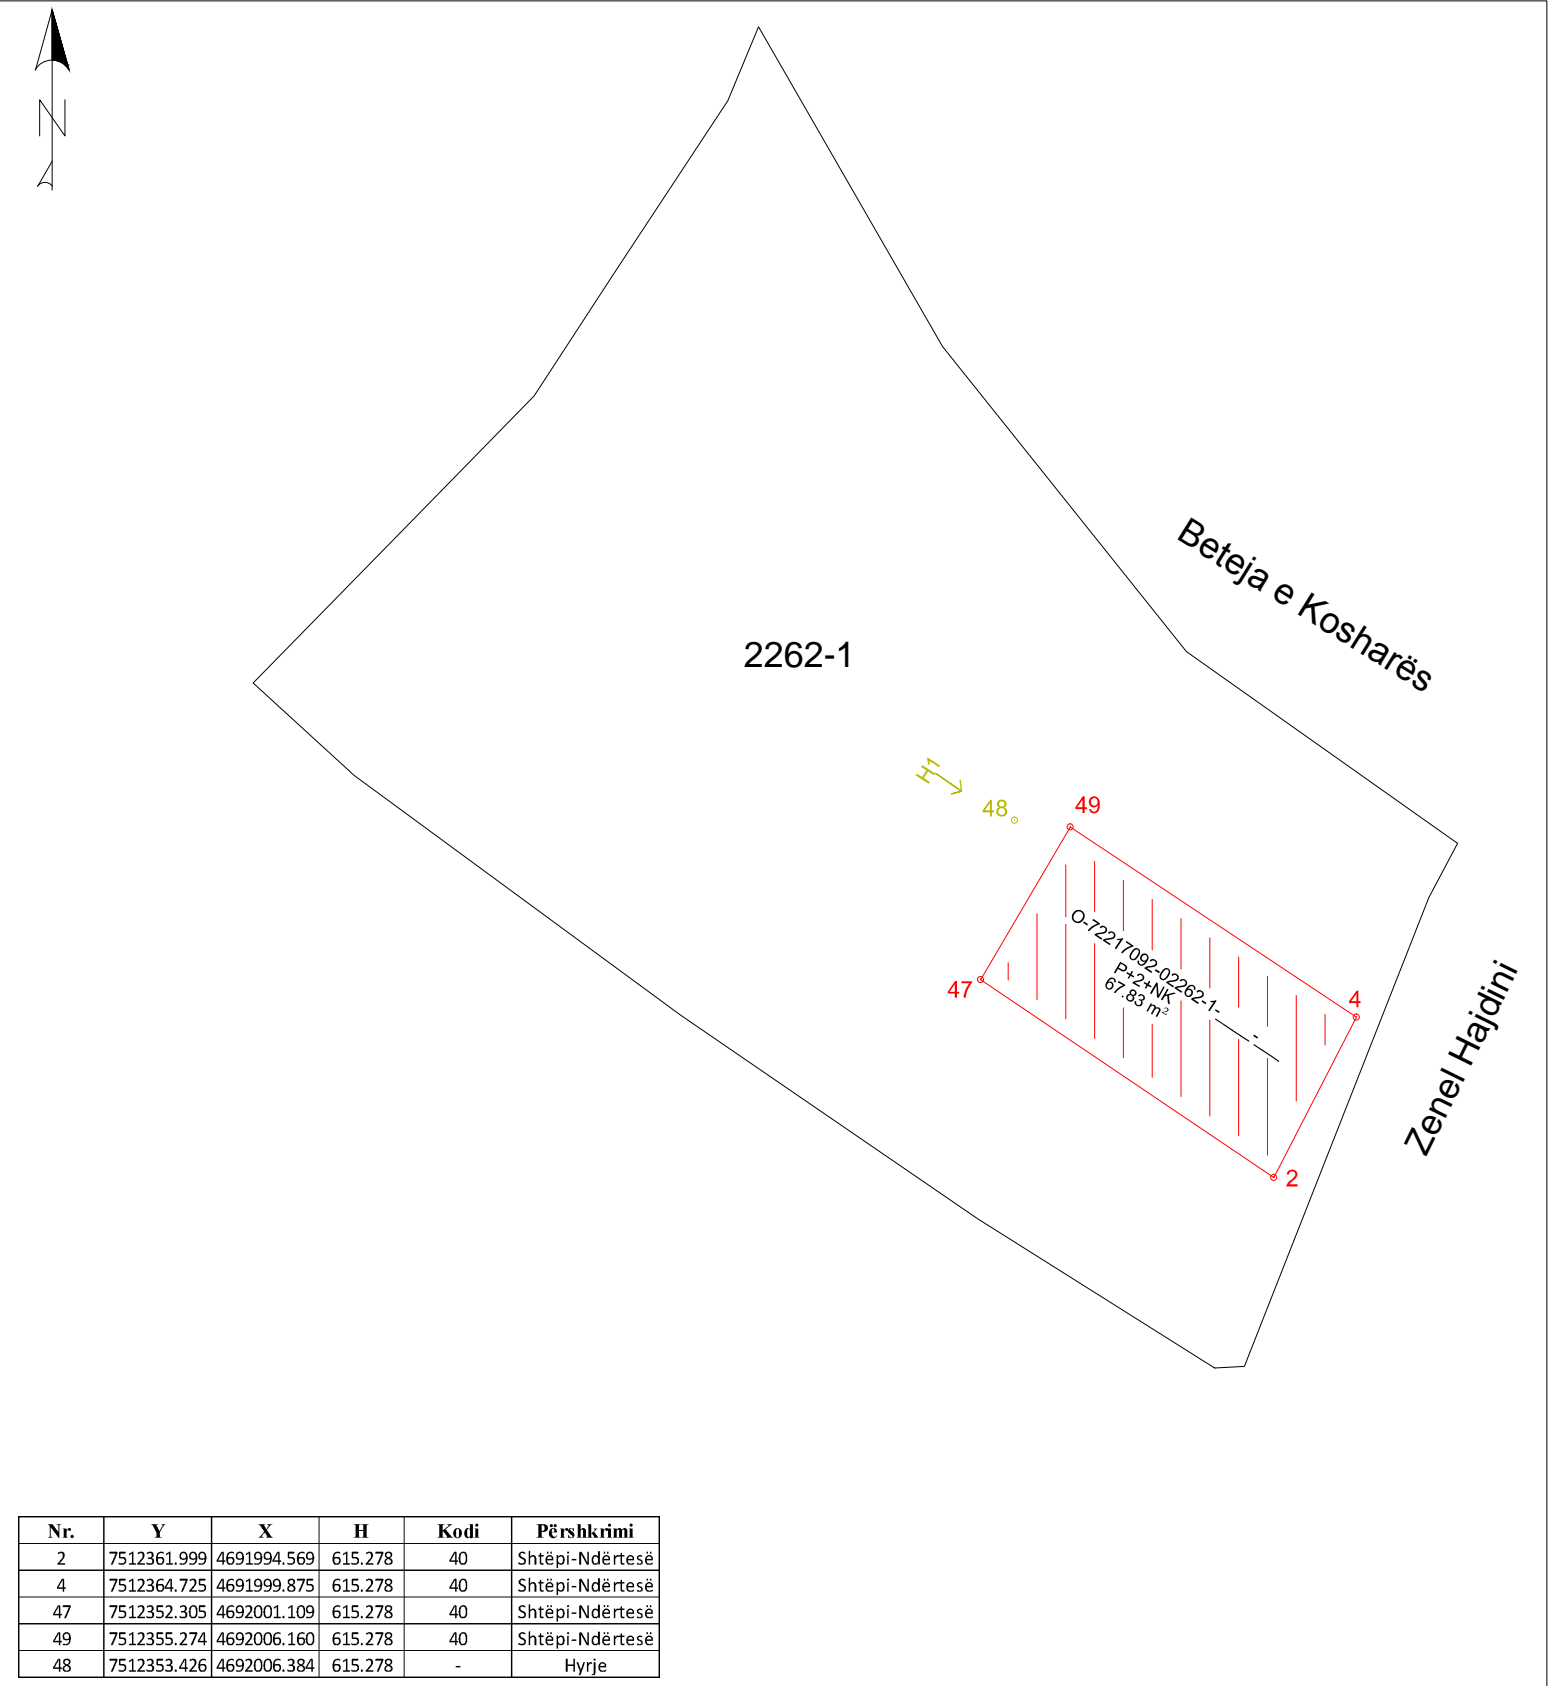 N
Beteja e Kosharës
2262-1
H1
48
49
O-72217092-02262-1-
P+2+NK
67.83 m²
-
47
4
Zenel Hajdini
2
Nr. Y X H Kodi Përshkrimi
2 7512361.999 4691994.569 615.278 40 Shtëpi-Ndërtesë
4 7512364.725 4691999.875 615.278 40 Shtëpi-Ndërtesë
47 7512352.305 4692001.109 615.278 40 Shtëpi-Ndërtesë
49 7512355.274 4692006.160 615.278 40 Shtëpi-Ndërtesë
48 7512353.426 4692006.384 615.278 - Hyrje